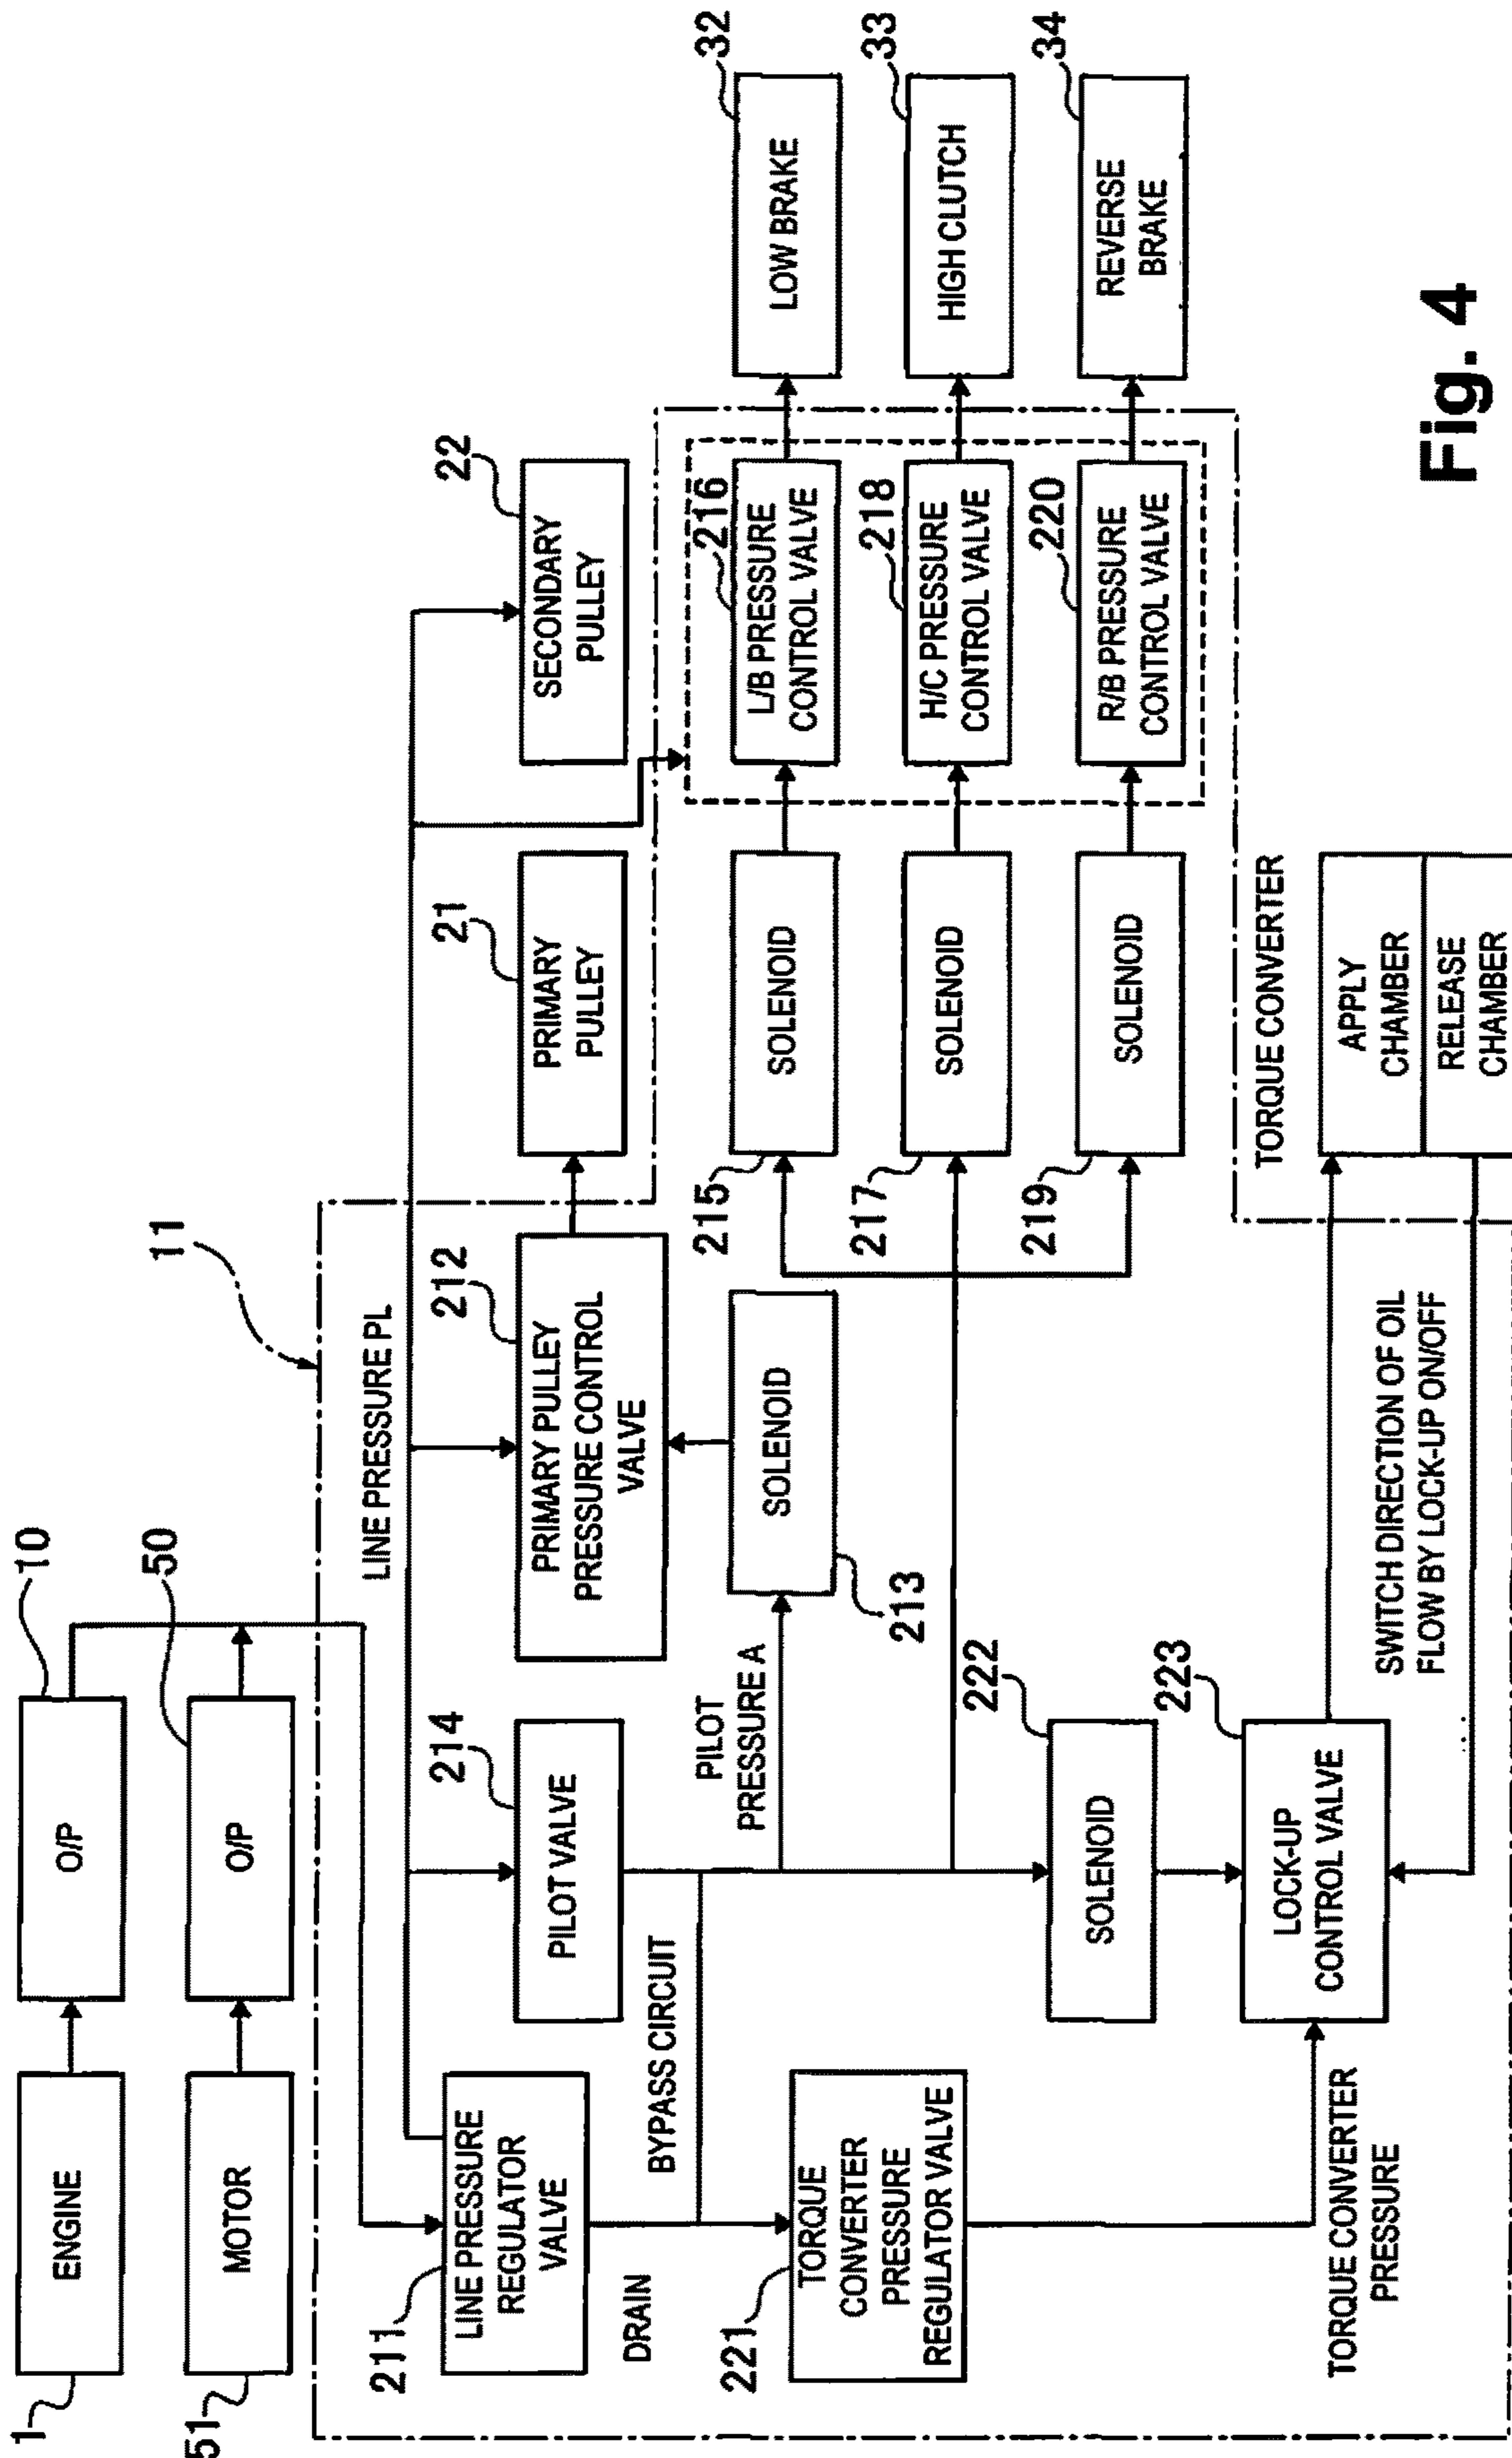 1
ENGINE
O/P
10
51
MOTOR
O/P
50
11
LINE PRESSURE PL
211
LINE PRESSURE
REGULATOR
VALVE
214
PILOT VALVE
212
PRIMARY PULLEY
PRESSURE CONTROL
VALVE
21
PRIMARY
PULLEY
22
SECONDARY
PULLEY
DRAIN
BYPASS CIRCUIT
PILOT
PRESSURE A
213
SOLENOID
215
SOLENOID
216
L/B PRESSURE
CONTROL VALVE
32
LOW BRAKE
221
TORQUE
CONVERTER
PRESSURE
REGULATOR VALVE
217
SOLENOID
218
H/C PRESSURE
CONTROL VALVE
33
HIGH CLUTCH
222
SOLENOID
219
SOLENOID
220
R/B PRESSURE
CONTROL VALVE
34
REVERSE
BRAKE
223
LOCK-UP
CONTROL VALVE
TORQUE CONVERTER
TORQUE CONVERTER
PRESSURE
SWITCH DIRECTION OF OIL
FLOW BY LOCK-UP ON/OFF
APPLY
CHAMBER
RELEASE
CHAMBER
Fig. 4